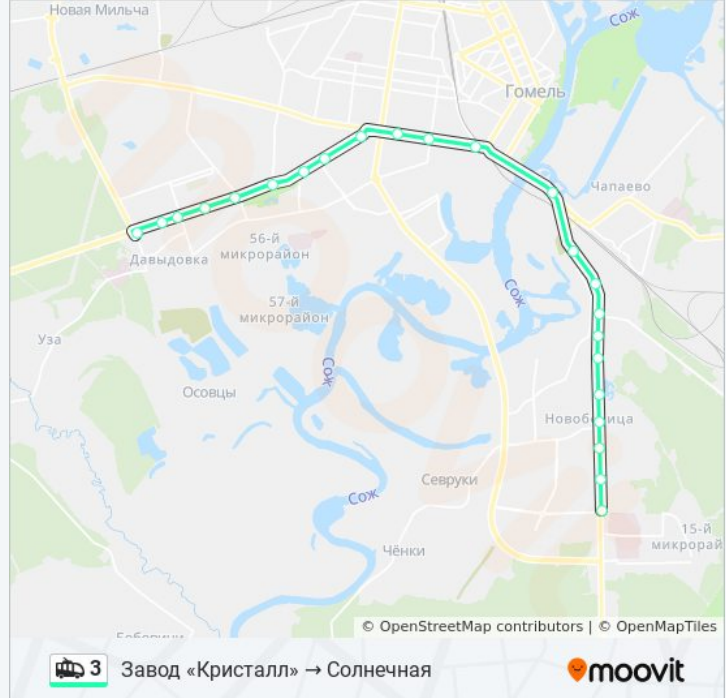 Новая Мильча
Сож
Гомель
Чапаево
56-й
микрорайон
Давыдовка
57-й
микрорайон
Сож
Уза
Сож
Осовцы
Новобелица
Севруки
Сож
15-й
микрорай
Чёнки
© OpenStreetMap contributors | © OpenMapTiles
3 Завод «Кристалл» → Солнечная
moovit